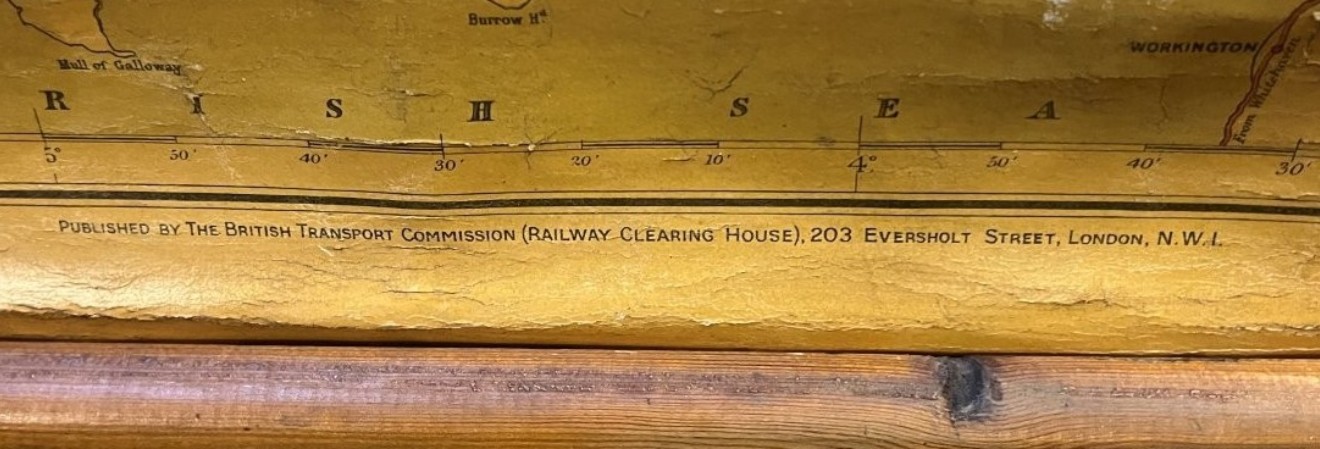 Burrow Hd
WORKINGTON
Mull of Galloway
From Whitehaven
R I S H S E A
5° 50' 40' 30' 20' 10' 4° 50' 40' 30'
PUBLISHED BY THE BRITISH TRANSPORT COMMISSION (RAILWAY CLEARING HOUSE), 203 EVERSHOLT STREET, LONDON, N.W.1.